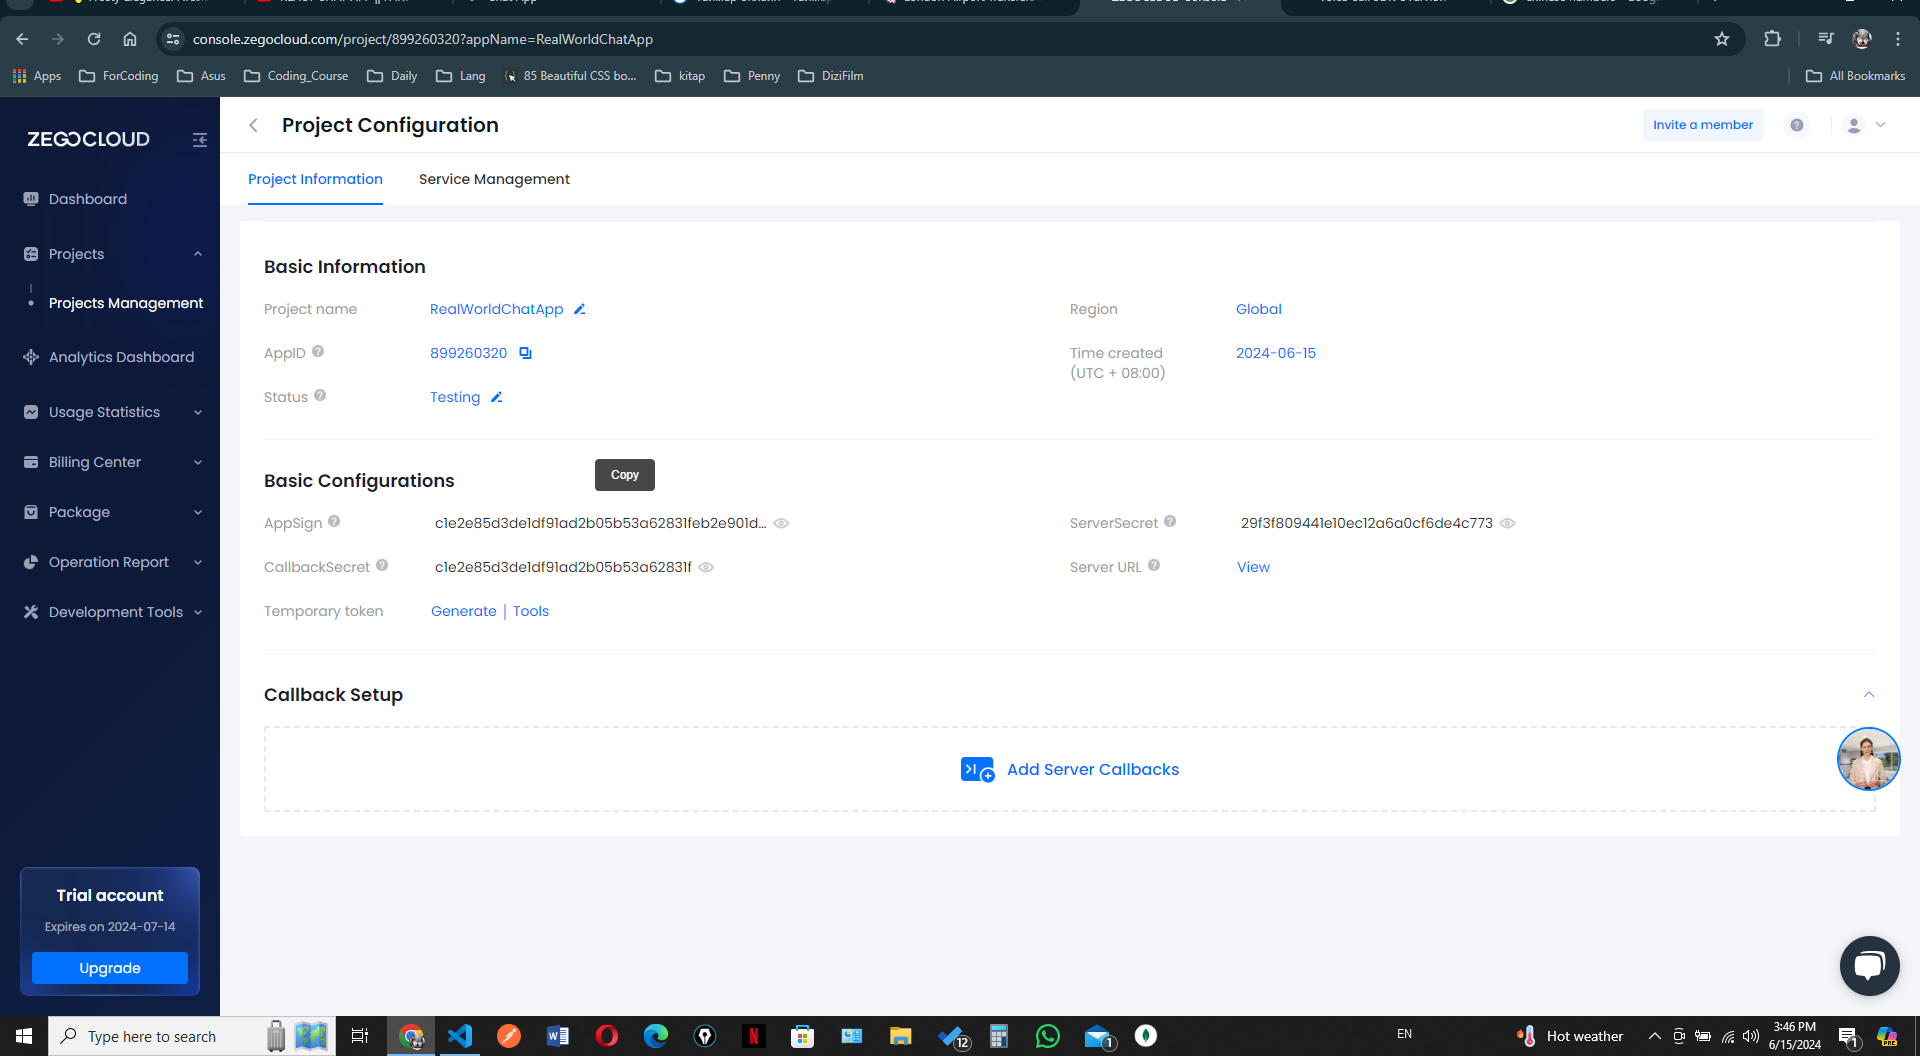 console.zegocloud.com/project/899260320?appName=RealWorldChatApp
Apps ForCoding Asus Coding_Course Daily Lang 85 Beautiful CSS bo... kitap Penny DiziFilm All Bookmarks
ZEGOCLOUD
Project Configuration
Invite a member
Project Information Service Management
Dashboard
Projects
Projects Management
Analytics Dashboard
Usage Statistics
Billing Center
Package
Operation Report
Development Tools
Trial account
Expires on 2024-07-14
Upgrade
Basic Information
Project name RealWorldChatApp
Region Global
AppID 899260320
Time created 2024-06-15
(UTC + 08:00)
Status Testing
Basic Configurations
Copy
AppSign c1e2e85d3de1df91ad2b05b53a62831feb2e901d...
ServerSecret 29f3f809441e10ec12a6a0cf6de4c773
CallbackSecret c1e2e85d3de1df91ad2b05b53a62831f
Server URL View
Temporary token Generate | Tools
Callback Setup
Add Server Callbacks
Type here to search
12
1
EN
Hot weather
3:46 PM
6/15/2024
1